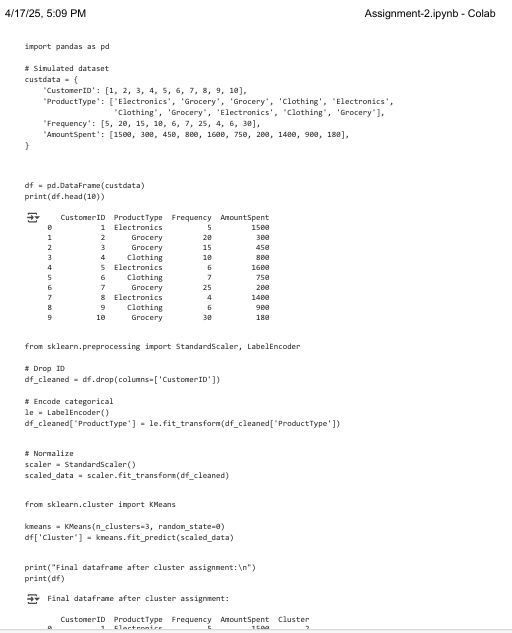 4/17/25, 5:09 PM Assignment-2.ipynb - Colab
import pandas as pd
# Simulated dataset
custdata = {
'CustomerID': [1, 2, 3, 4, 5, 6, 7, 8, 9, 10],
'ProductType': ['Electronics', 'Grocery', 'Grocery', 'Clothing', 'Electronics',
'Clothing', 'Grocery', 'Electronics', 'Clothing', 'Grocery'],
'Frequency': [5, 20, 15, 10, 6, 7, 25, 4, 6, 30],
'AmountSpent': [1500, 300, 450, 800, 1600, 750, 200, 1400, 900, 180],
}
df = pd.DataFrame(custdata)
print(df.head(10))
CustomerID ProductType Frequency AmountSpent
0 1 Electronics 5 1500
1 2 Grocery 20 300
2 3 Grocery 15 450
3 4 Clothing 10 800
4 5 Electronics 6 1600
5 6 Clothing 7 750
6 7 Grocery 25 200
7 8 Electronics 4 1400
8 9 Clothing 6 900
9 10 Grocery 30 180
from sklearn.preprocessing import StandardScaler, LabelEncoder
# Drop ID
df_cleaned = df.drop(columns=['CustomerID'])
# Encode categorical
le = LabelEncoder()
df_cleaned['ProductType'] = le.fit_transform(df_cleaned['ProductType'])
# Normalize
scaler = StandardScaler()
scaled_data = scaler.fit_transform(df_cleaned)
from sklearn.cluster import KMeans
kmeans = KMeans(n_clusters=3, random_state=0)
df['Cluster'] = kmeans.fit_predict(scaled_data)
print("Final dataframe after cluster assignment:\n")
print(df)
Final dataframe after cluster assignment:
CustomerID ProductType Frequency AmountSpent Cluster
0 1 Electronics 5 1500 2